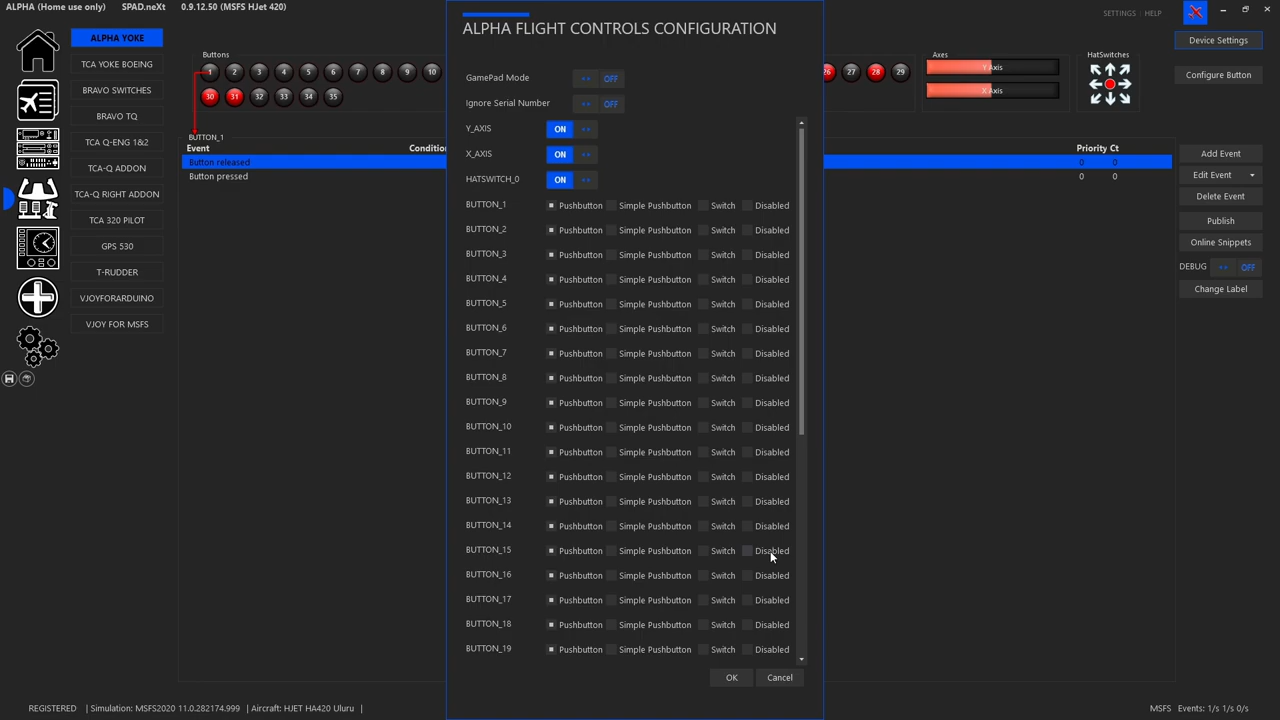 ALPHA (Home use only) SPAD.neXt 0.9.12.50 (MSFS HJet 420)
SETTINGS | HELP
ALPHA YOKE
TCA YOKE BOEING
BRAVO SWITCHES
BRAVO TQ
TCA Q-ENG 1&2
TCA-Q ADDON
TCA-Q RIGHT ADDON
TCA 320 PILOT
GPS 530
T-RUDDER
VJOYFORARDUINO
VJOY FOR MSFS
Buttons
1 2 3 4 5 6 7 8 9 10
30 31 32 33 34 35
BUTTON_1
Event Conditio
Button released
Button pressed
ALPHA FLIGHT CONTROLS CONFIGURATION
GamePad Mode OFF
Ignore Serial Number OFF
Y_AXIS ON
X_AXIS ON
HATSWITCH_0 ON
BUTTON_1 Pushbutton Simple Pushbutton Switch Disabled
BUTTON_2 Pushbutton Simple Pushbutton Switch Disabled
BUTTON_3 Pushbutton Simple Pushbutton Switch Disabled
BUTTON_4 Pushbutton Simple Pushbutton Switch Disabled
BUTTON_5 Pushbutton Simple Pushbutton Switch Disabled
BUTTON_6 Pushbutton Simple Pushbutton Switch Disabled
BUTTON_7 Pushbutton Simple Pushbutton Switch Disabled
BUTTON_8 Pushbutton Simple Pushbutton Switch Disabled
BUTTON_9 Pushbutton Simple Pushbutton Switch Disabled
BUTTON_10 Pushbutton Simple Pushbutton Switch Disabled
BUTTON_11 Pushbutton Simple Pushbutton Switch Disabled
BUTTON_12 Pushbutton Simple Pushbutton Switch Disabled
BUTTON_13 Pushbutton Simple Pushbutton Switch Disabled
BUTTON_14 Pushbutton Simple Pushbutton Switch Disabled
BUTTON_15 Pushbutton Simple Pushbutton Switch Disabled
BUTTON_16 Pushbutton Simple Pushbutton Switch Disabled
BUTTON_17 Pushbutton Simple Pushbutton Switch Disabled
BUTTON_18 Pushbutton Simple Pushbutton Switch Disabled
BUTTON_19 Pushbutton Simple Pushbutton Switch Disabled
OK Cancel
26 27 28 29
Axes
Y Axis
X Axis
HatSwitches
Priority Ct
0 0
0 0
Device Settings
Configure Button
Add Event
Edit Event
Delete Event
Publish
Online Snippets
DEBUG OFF
Change Label
REGISTERED | Simulation: MSFS2020 11.0.282174.999 | Aircraft: HJET HA420 Uluru |
MSFS Events: 1/s 1/s 0/s